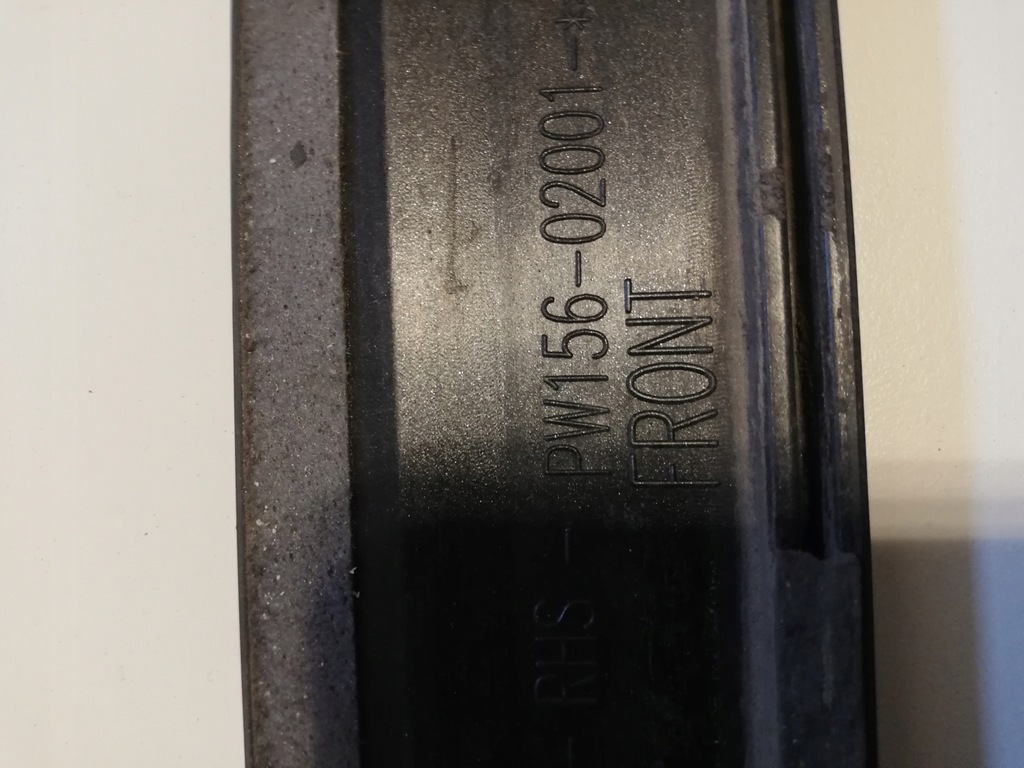 - RHS - PW156-02001-*
FRONT